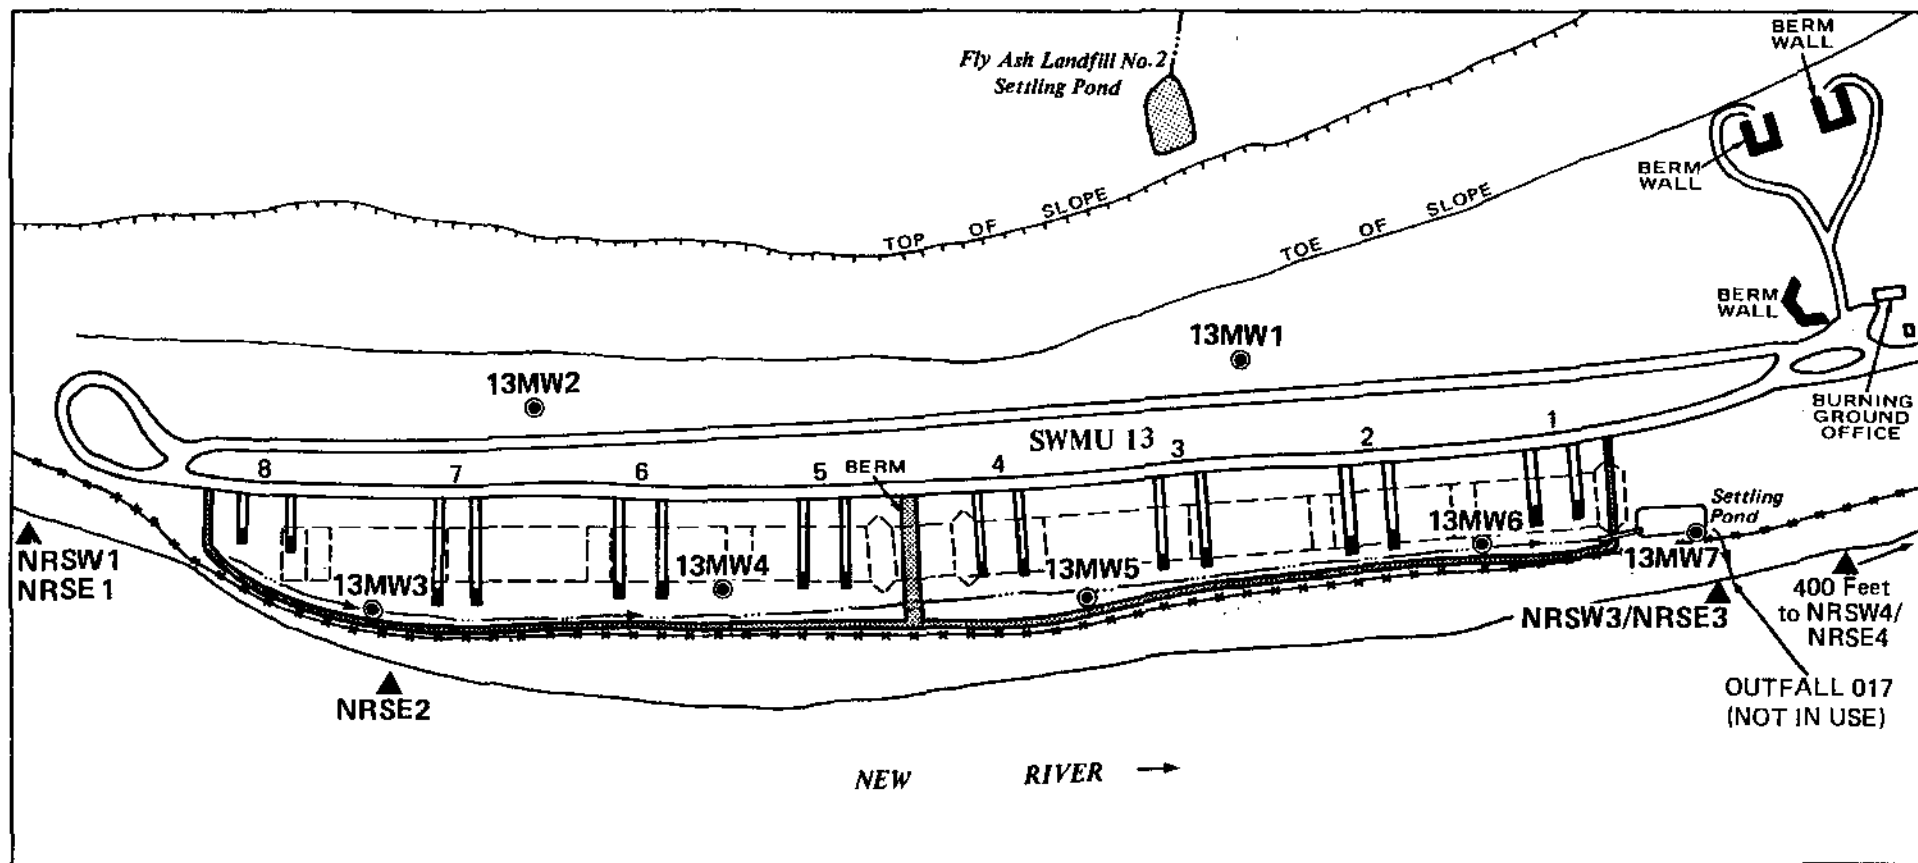 BERM
WALL
Fly Ash Landfill No. 2
Settling Pond
BERM
WALL
TOP OF SLOPE
TOE OF SLOPE
BERM
WALL
13MW1
13MW2
BURNING
GROUND
OFFICE
SWMU 13
1
2
3
4
BERM
5
6
7
8
Settling
Pond
13MW6
13MW7
13MW5
13MW4
13MW3
NRSW1
NRSE1
400 Feet
to NRSW4/
NRSE4
NRSW3/NRSE3
NRSE2
OUTFALL 017
(NOT IN USE)
NEW RIVER